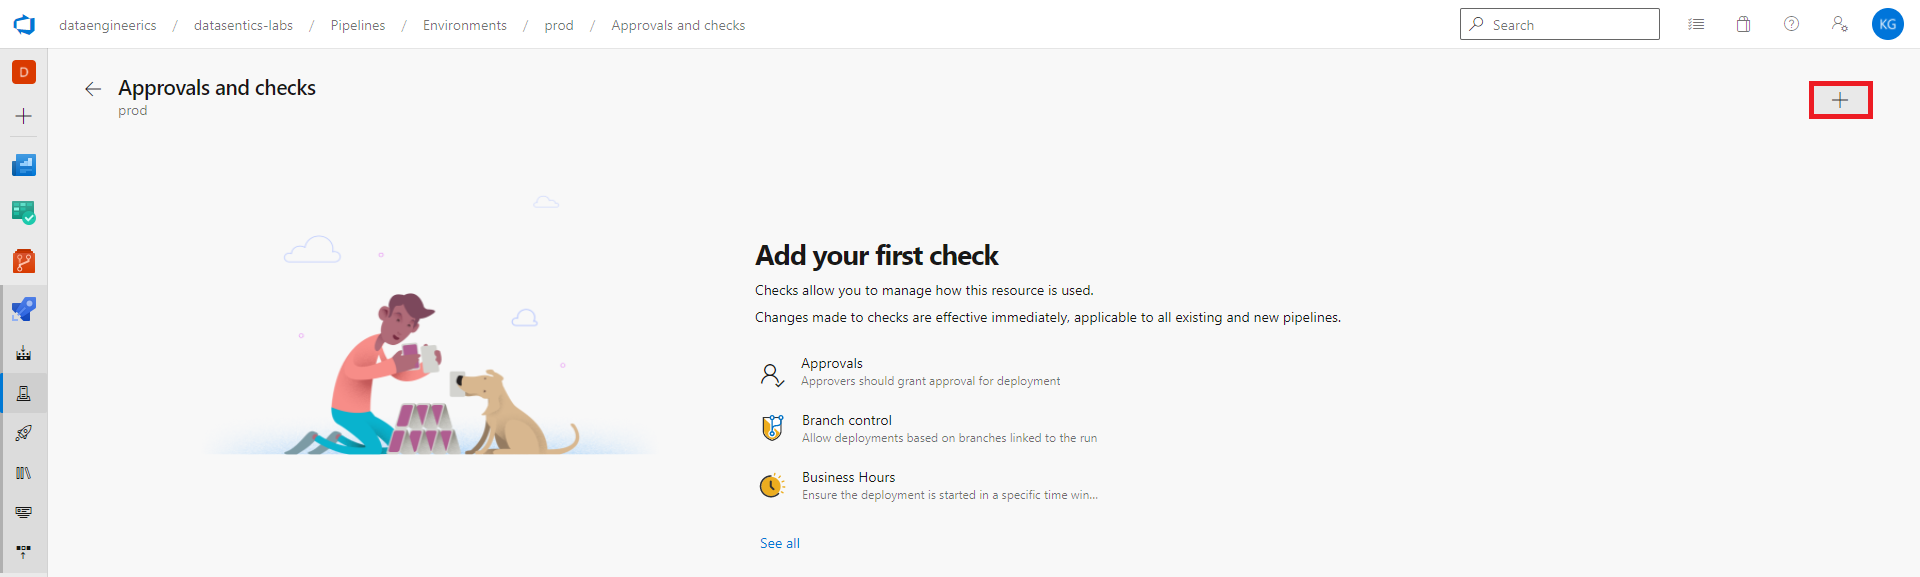 dataengineerics / datasentics-labs / Pipelines / Environments / prod / Approvals and checks
Search
KG
D
Approvals and checks
prod
Add your first check
Checks allow you to manage how this resource is used.
Changes made to checks are effective immediately, applicable to all existing and new pipelines.
Approvals
Approvers should grant approval for deployment
Branch control
Allow deployments based on branches linked to the run
Business Hours
Ensure the deployment is started in a specific time win...
See all